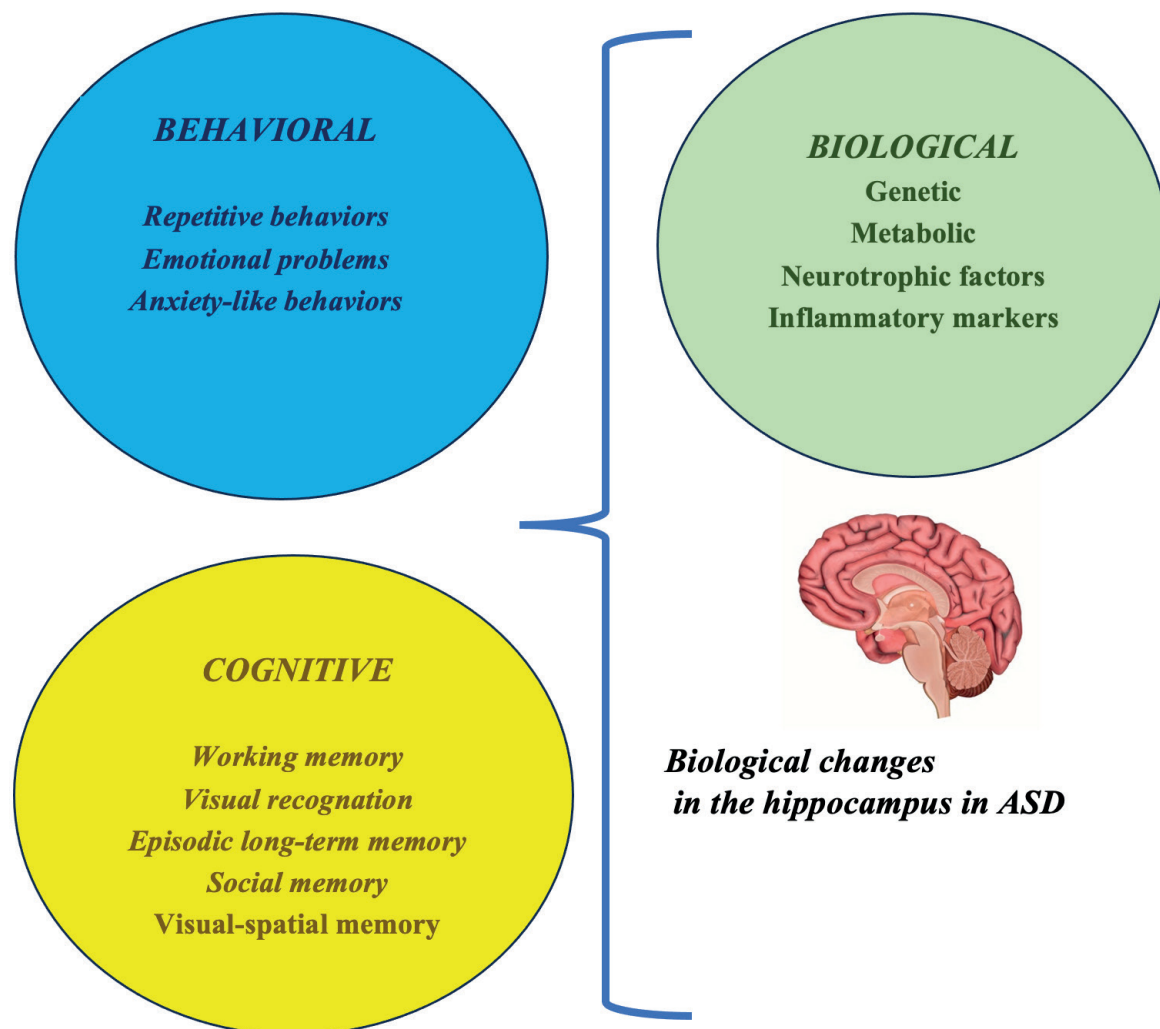 BEHAVIORAL
Repetitive behaviors
Emotional problems
Anxiety-like behaviors
BIOLOGICAL
Genetic
Metabolic
Neurotrophic factors
Inflammatory markers
COGNITIVE
Working memory
Visual recognation
Episodic long-term memory
Social memory
Visual-spatial memory
Biological changes
in the hippocampus in ASD